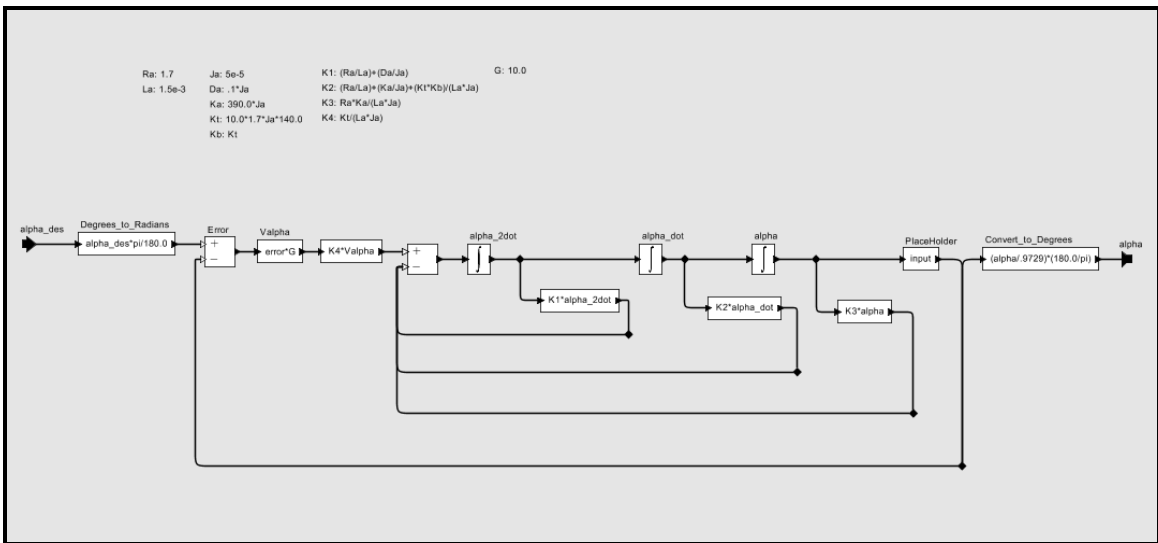 Ra: 1.7
La: 1.5e-3
Ja: 5e-5
Da: .1*Ja
Ka: 390.0*Ja
Kt: 10.0*1.7*Ja*140.0
Kb: Kt
K1: (Ra/La)+(Da/Ja)
K2: (Ra/La)+(Ka/Ja)+(Kt*Kb)/(La*Ja)
K3: Ra*Ka/(La*Ja)
K4: Kt/(La*Ja)
G: 10.0
alpha_des
Degrees_to_Radians
alpha_des*pi/180.0
Error
+
−
Valpha
error*G
K4*Valpha
+
−
alpha_2dot
∫
K1*alpha_2dot
alpha_dot
∫
K2*alpha_dot
alpha
∫
K3*alpha
PlaceHolder
input
Convert_to_Degrees
(alpha/.9729)*(180.0/pi)
alpha